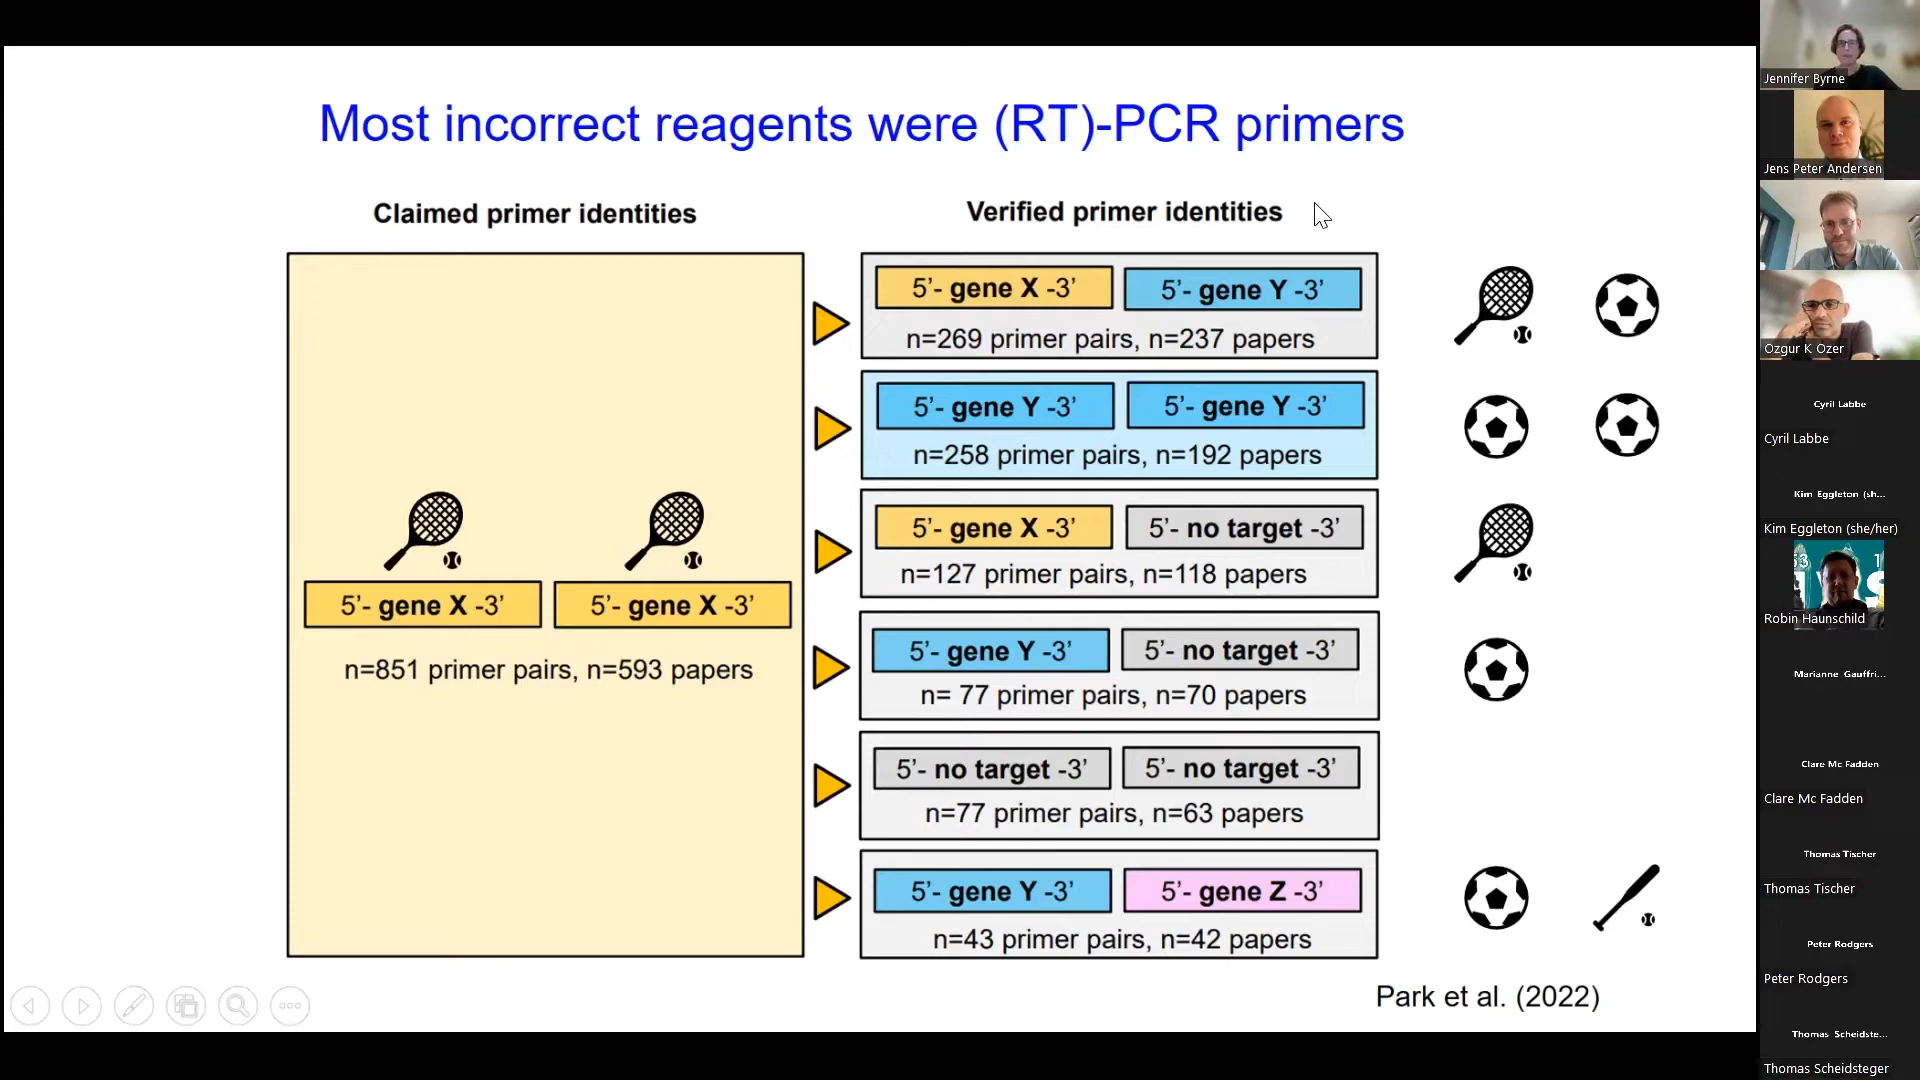 Most incorrect reagents were (RT)-PCR primers
Claimed primer identities
Verified primer identities
5’- gene X -3’
5’- gene X -3’
n=851 primer pairs, n=593 papers
5’- gene X -3’
5’- gene Y -3’
n=269 primer pairs, n=237 papers
5’- gene Y -3’
5’- gene Y -3’
n=258 primer pairs, n=192 papers
5’- gene X -3’
5’- no target -3’
n=127 primer pairs, n=118 papers
5’- gene Y -3’
5’- no target -3’
n= 77 primer pairs, n=70 papers
5’- no target -3’
5’- no target -3’
n=77 primer pairs, n=63 papers
5’- gene Y -3’
5’- gene Z -3’
n=43 primer pairs, n=42 papers
Park et al. (2022)
Jennifer Byrne
Jens Peter Andersen
Ozgur K Ozer
Cyril Labbe
Cyril Labbe
Kim Eggleton (sh...
Kim Eggleton (she/her)
Robin Haunschild
Marianne Gauffri...
Clare Mc Fadden
Clare Mc Fadden
Thomas Tischer
Thomas Tischer
Peter Rodgers
Peter Rodgers
Thomas Scheidste...
Thomas Scheidsteger